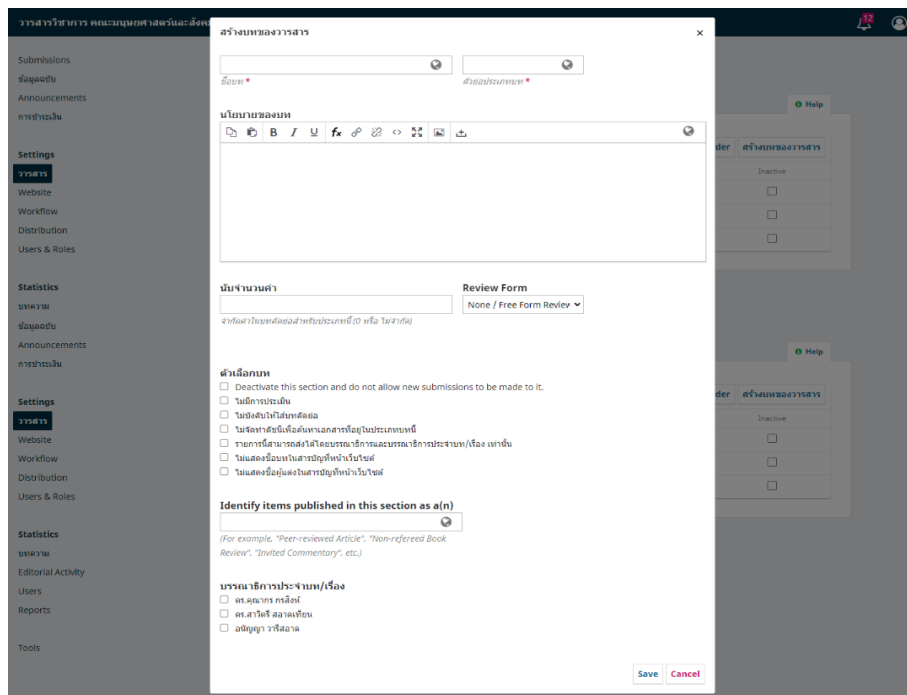 วารสารวิชาการ คณะมนุษยศาสตร์และสังค
12
Submissions
ข้อมูลฉบับ
Announcements
การชำระเงิน
Settings
วารสาร
Website
Workflow
Distribution
Users & Roles
Statistics
บทความ
ข้อมูลฉบับ
Announcements
การชำระเงิน
Settings
วารสาร
Website
Workflow
Distribution
Users & Roles
Statistics
บทความ
Editorial Activity
Users
Reports
Tools
สร้างบทของวารสาร
×
ชื่อบท *
ตัวย่อประเภทบท *
นโยบายของบท
B I U fx
นับจำนวนคำ
Review Form
None / Free Form Review
จำกัดคำในบทคัดย่อสำหรับประเภทนี้ (0 หรือ ไม่จำกัด)
ตัวเลือกบท
Deactivate this section and do not allow new submissions to be made to it.
ไม่มีการประเมิน
ไม่บังคับให้ใส่บทคัดย่อ
ไม่จัดทำดัชนีเพื่อค้นหาเอกสารที่อยู่ในประเภทบทนี้
รายการนี้สามารถส่งได้โดยบรรณาธิการและบรรณาธิการประจำบท/เรื่อง เท่านั้น
ไม่แสดงชื่อบทในสารบัญที่หน้าเว็บไซต์
ไม่แสดงชื่อผู้แต่งในสารบัญที่หน้าเว็บไซต์
Identify items published in this section as a(n)
(For example, "Peer-reviewed Article", "Non-refereed Book
Review", "Invited Commentary", etc.)
บรรณาธิการประจำบท/เรื่อง
ดร.คุณากร กรสิงห์
ดร.สาวิตรี สอาดเทียน
อนัญญา วารีสอาด
Save Cancel
Help
der สร้างบทของวารสาร
Inactive
Help
der สร้างบทของวารสาร
Inactive